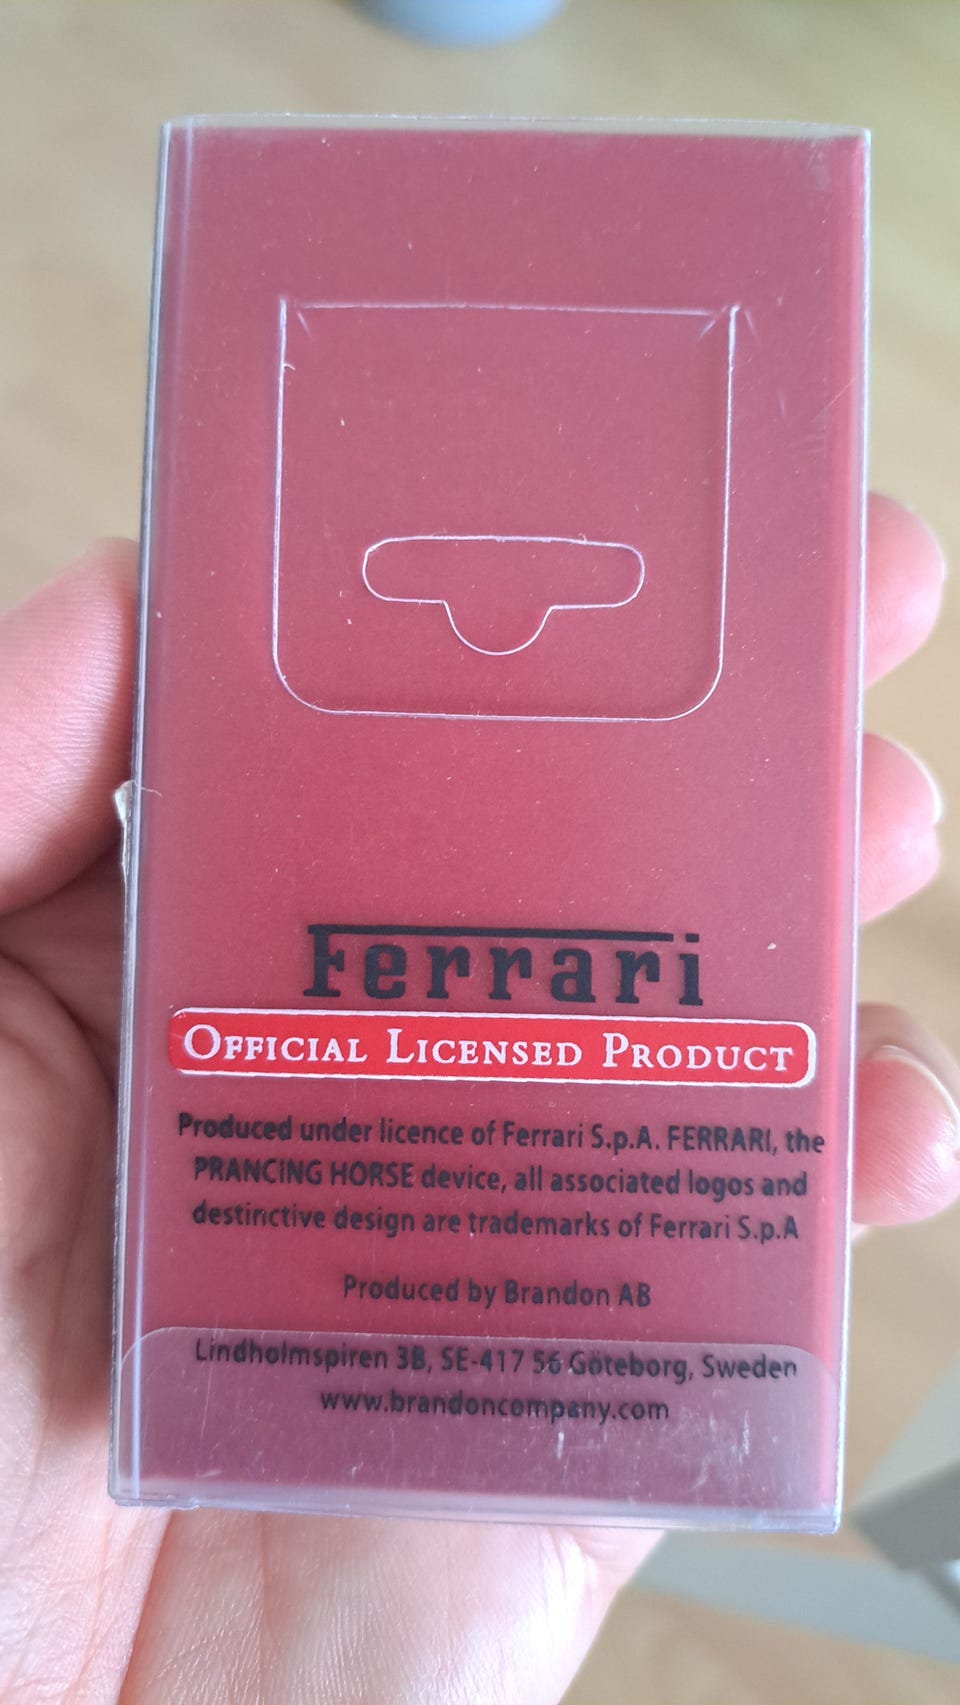 Ferrari
OFFICIAL LICENSED PRODUCT
Produced under licence of Ferrari S.p.A. FERRARI, the
PRANCING HORSE device, all associated logos and
destinctive design are trademarks of Ferrari S.p.A
Produced by Brandon AB
Lindholmspiren 3B, SE-417 56 Göteborg, Sweden
www.brandoncompany.com